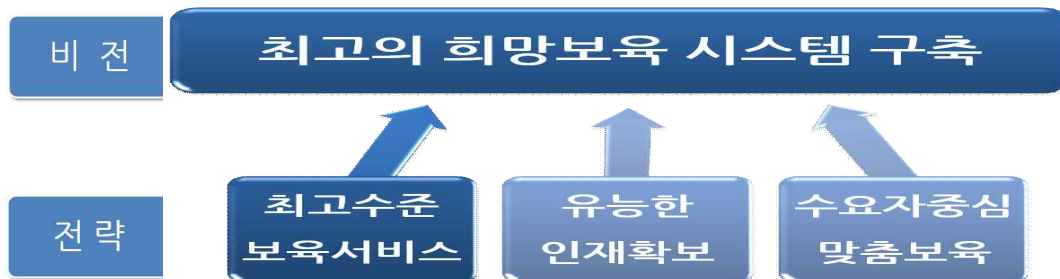 비 전
최고의 희망보육 시스템 구축
전 략
최고수준
보육서비스
유능한
인재확보
수요자중심
맞춤보육